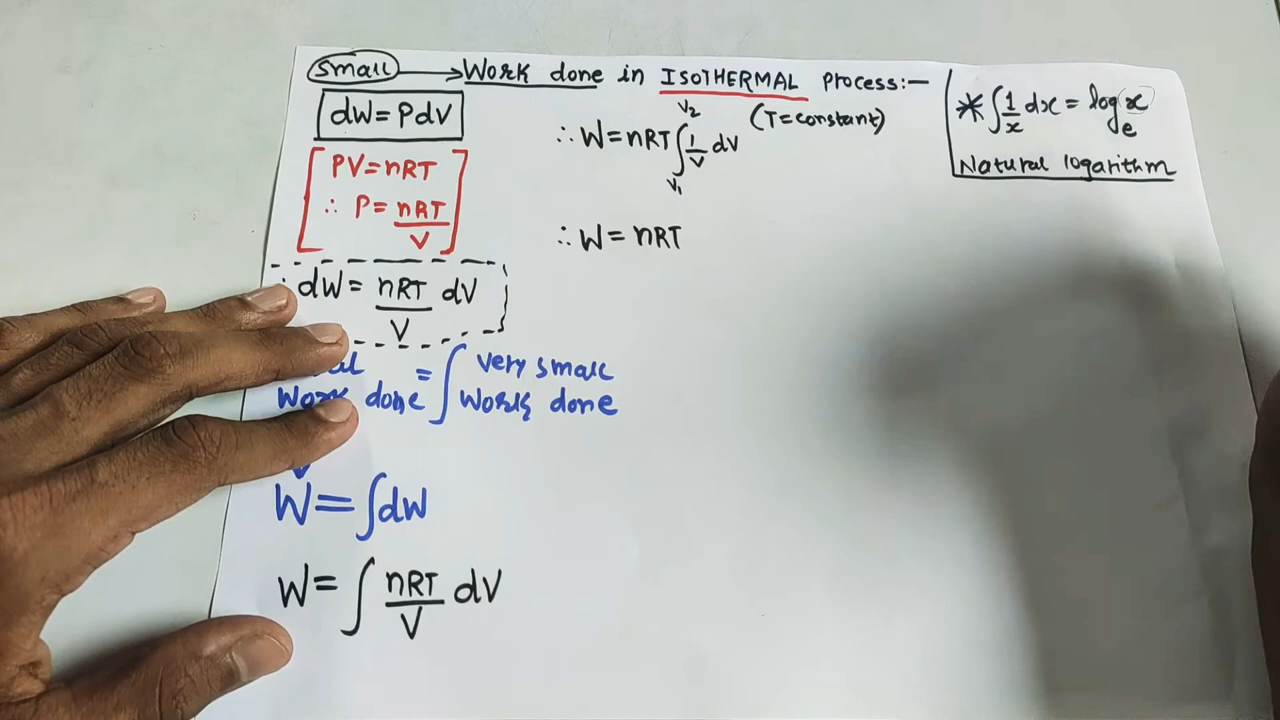 small → Work done in ISOTHERMAL process:-
dW = PdV
[PV = nRT
∴ P = nRT/V]
dW = nRT/V dV
work done = ∫ very small work done
W = ∫dW
W = ∫ nRT/V dV
(T = constant)
∴ W = nRT ∫_{V₁}^{V₂} 1/V dV
∴ W = nRT
* ∫ 1/x dx = log_e x
Natural logarithm